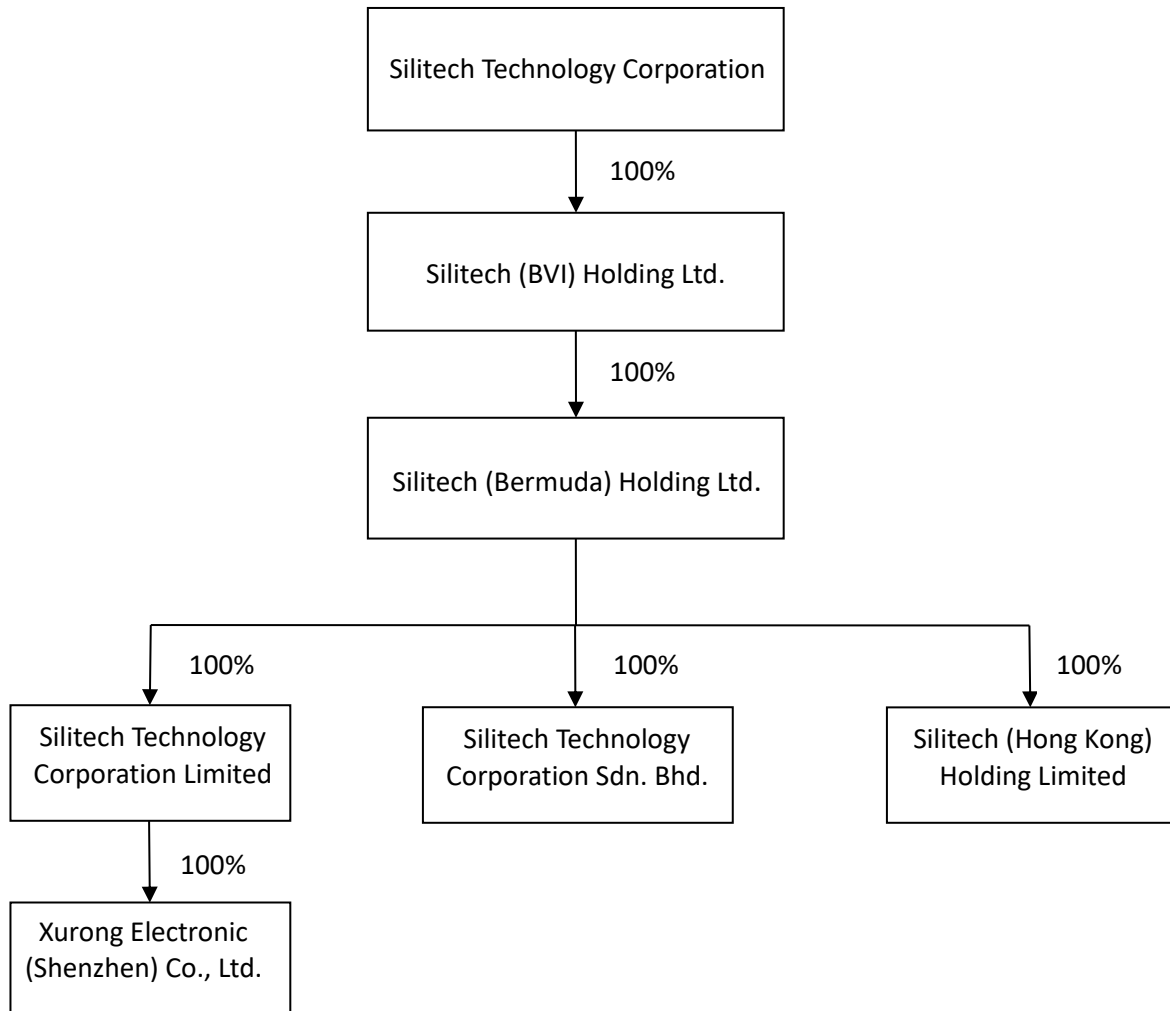 Silitech Technology Corporation
100%
Silitech (BVI) Holding Ltd.
100%
Silitech (Bermuda) Holding Ltd.
100%
100%
100%
Silitech Technology
Corporation Limited
Silitech Technology
Corporation Sdn. Bhd.
Silitech (Hong Kong)
Holding Limited
100%
Xurong Electronic
(Shenzhen) Co., Ltd.